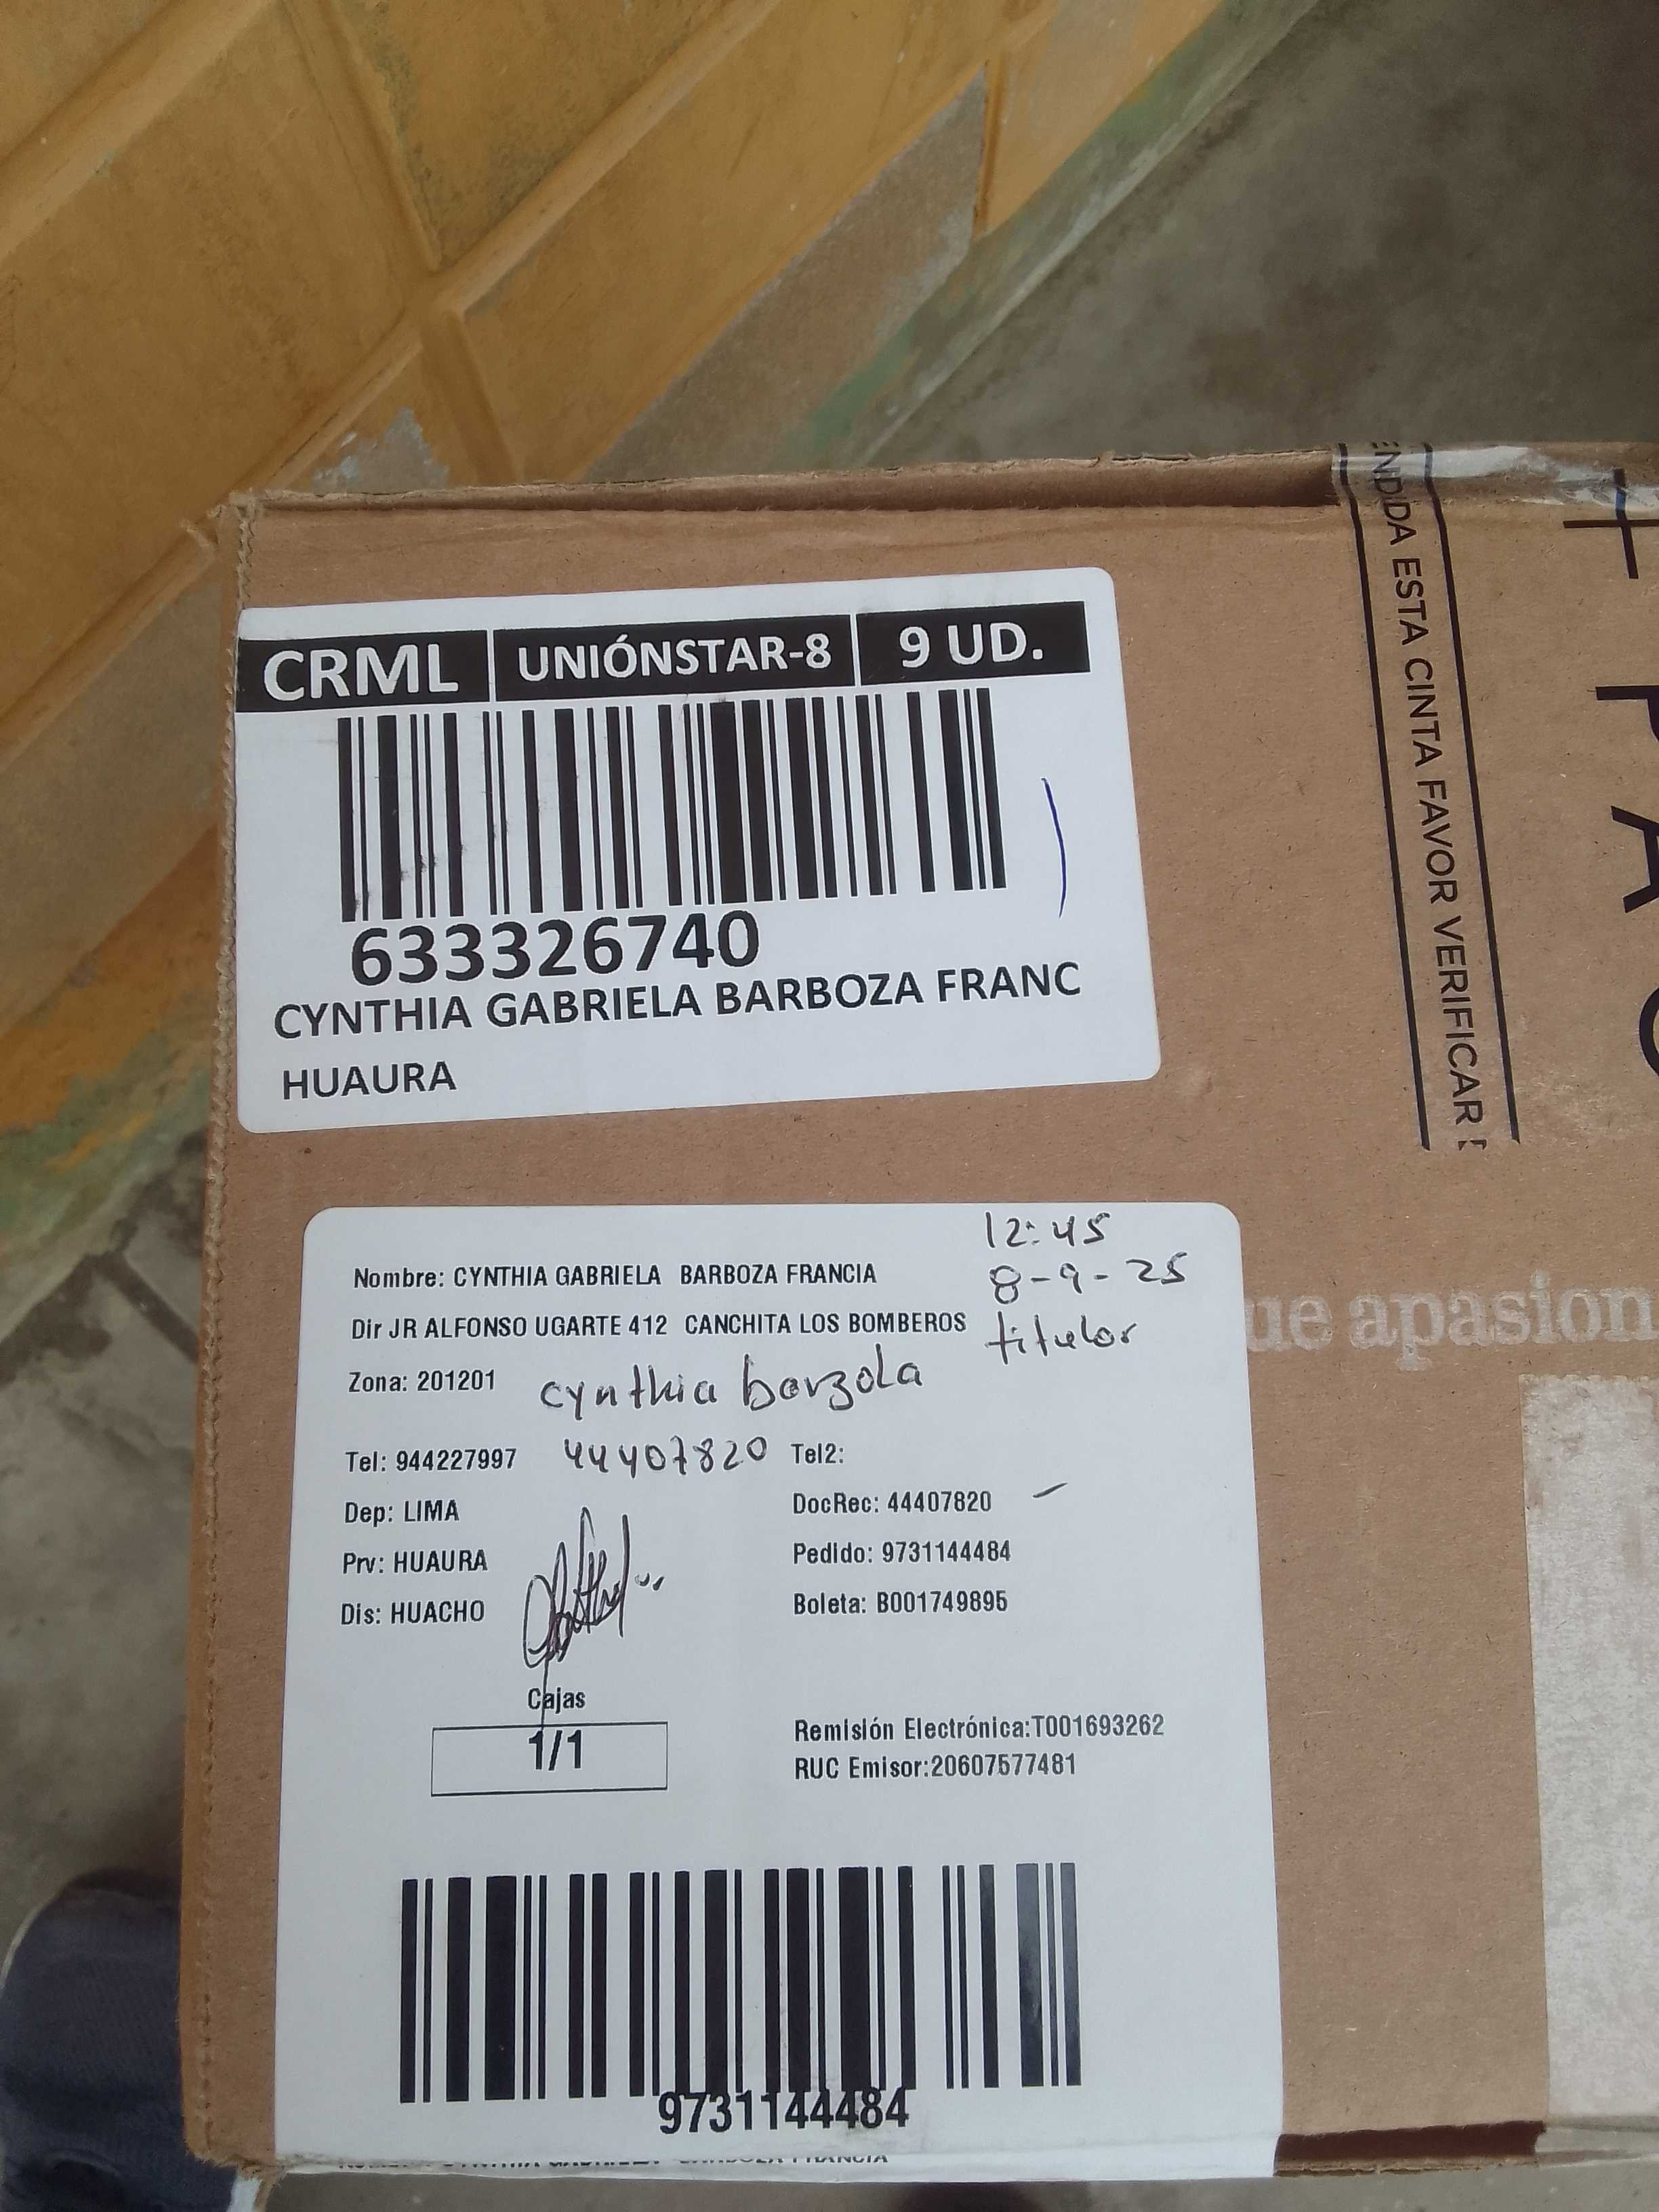 CRML UNIÓNSTAR-8 9 UD.
633326740
CYNTHIA GABRIELA BARBOZA FRANC
HUAURA
12:45
8-9-25
titular
Nombre: CYNTHIA GABRIELA BARBOZA FRANCIA
Dir JR ALFONSO UGARTE 412 CANCHITA LOS BOMBEROS
Zona: 201201
cynthia borzola
Tel: 944227997 44407820 Tel2:
Dep: LIMA DocRec: 44407820
Prv: HUAURA Pedido: 9731144484
Dis: HUACHO Boleta: B001749895
Cajas
1/1
Remisión Electrónica:T001693262
RUC Emisor:20607577481
9731144484
ENDIDA ESTA CINTA FAVOR VERIFICAR
ue apasion